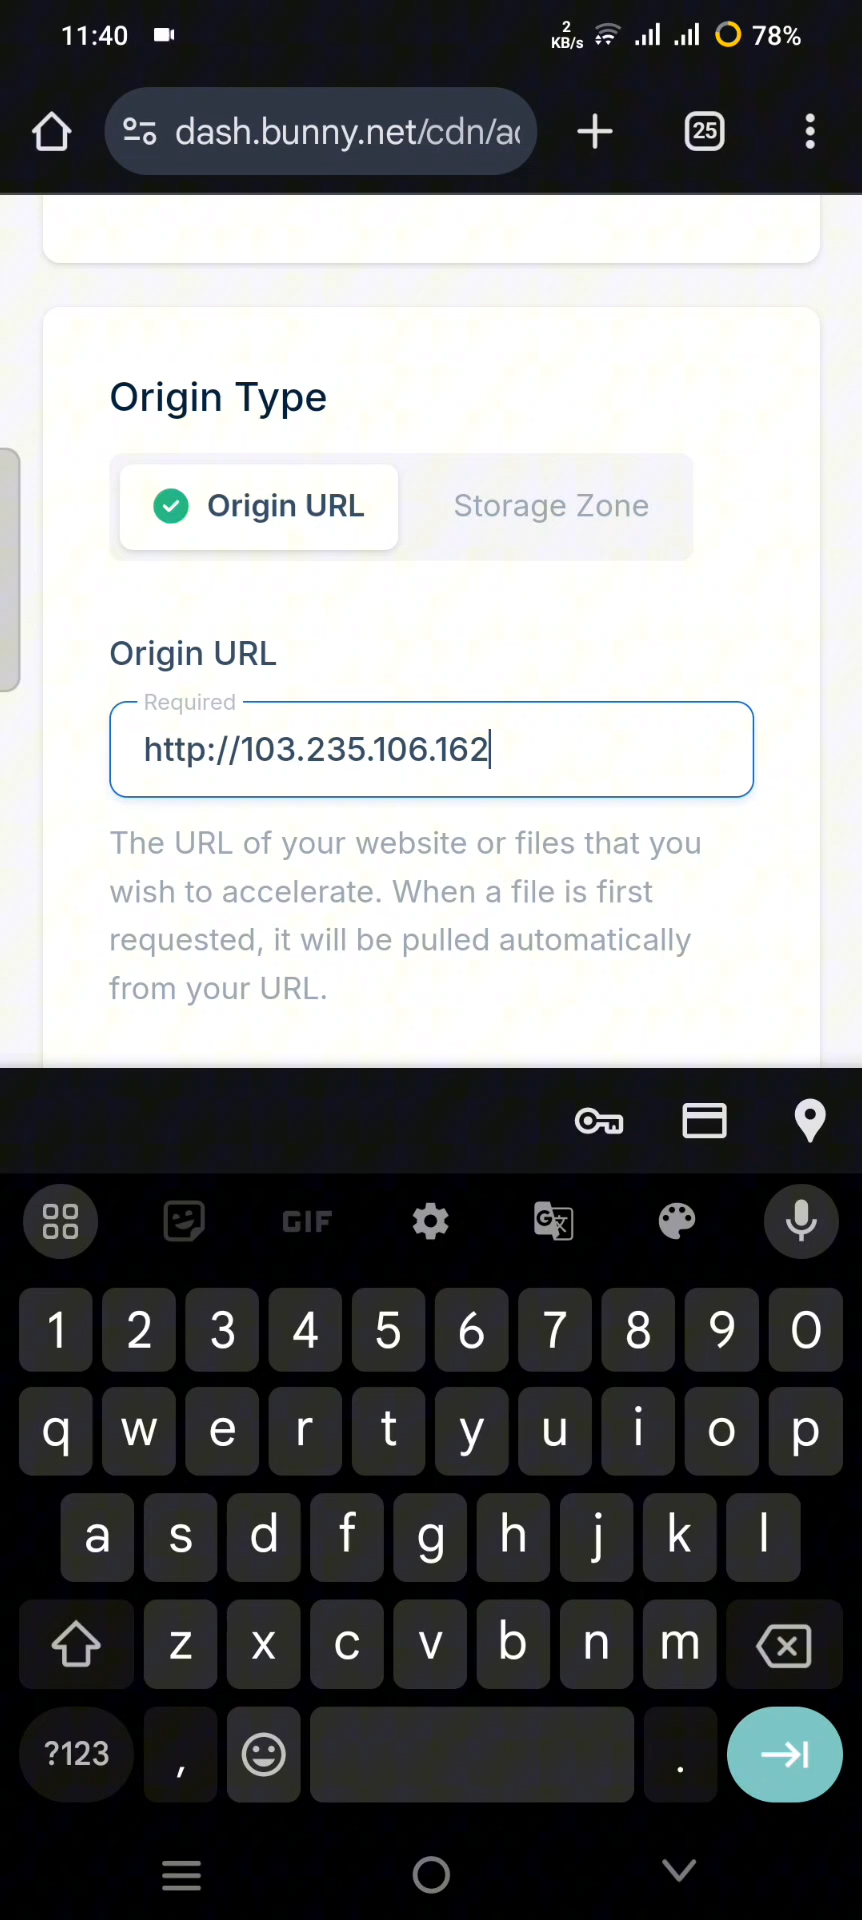 11:40
2
KB/s
78%
dash.bunny.net/cdn/ad
25
Origin Type
Origin URL
Storage Zone
Origin URL
Required
http://103.235.106.162
The URL of your website or files that you
wish to accelerate. When a file is first
requested, it will be pulled automatically
from your URL.
GIF
G
1 2 3 4 5 6 7 8 9 0
q w e r t y u i o p
a s d f g h j k l
z x c v b n m
?123 , .